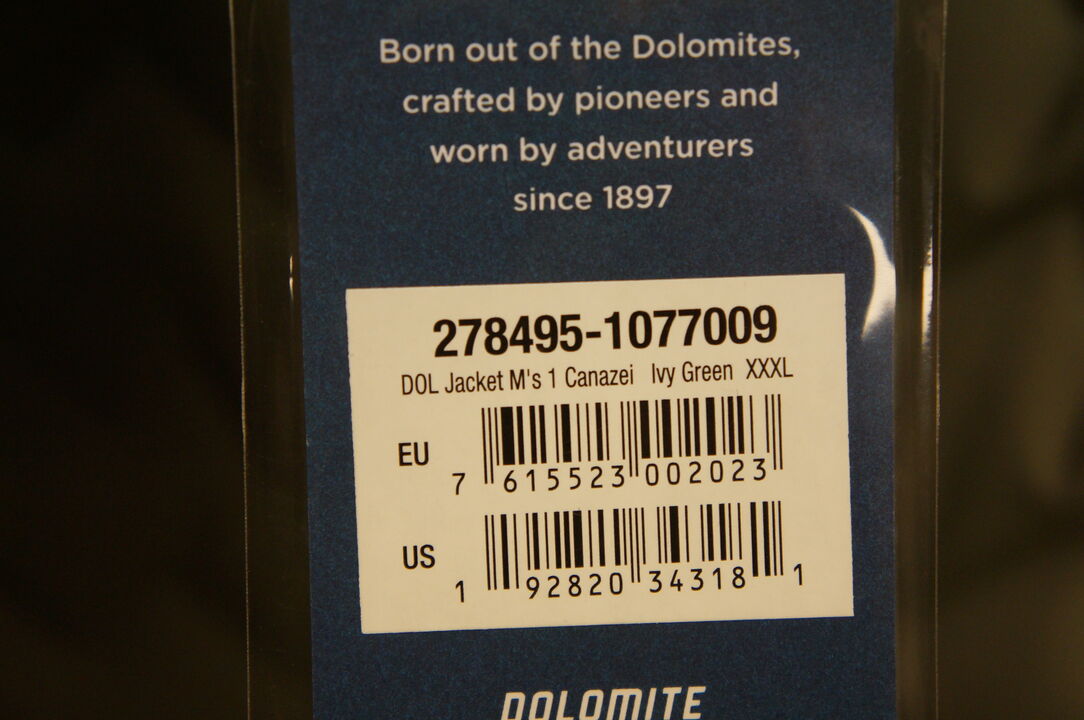 Born out of the Dolomites,
crafted by pioneers and
worn by adventurers
since 1897
278495-1077009
DOL Jacket M's 1 Canazei Ivy Green XXXL
EU
7 615523 002023
US
1 92820 34318 1
DOLOMITE